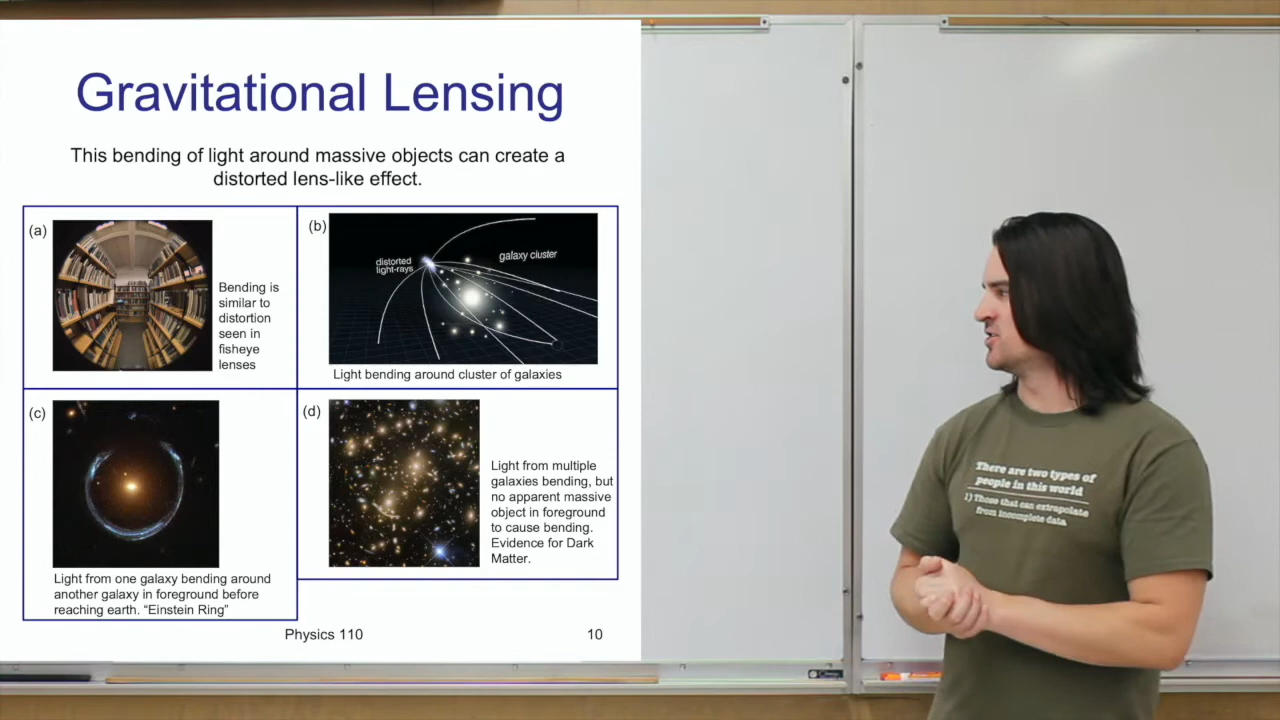 Gravitational Lensing
This bending of light around massive objects can create a
distorted lens-like effect.
(a)
Bending is
similar to
distortion
seen in
fisheye
lenses
(b)
distorted
light-rays
galaxy cluster
Light bending around cluster of galaxies
(c)
Light from one galaxy bending around
another galaxy in foreground before
reaching earth. “Einstein Ring”
(d)
Light from multiple
galaxies bending, but
no apparent massive
object in foreground
to cause bending.
Evidence for Dark
Matter.
Physics 110
10
There are two types of
people in this world
1) Those that can extrapolate
from incomplete data